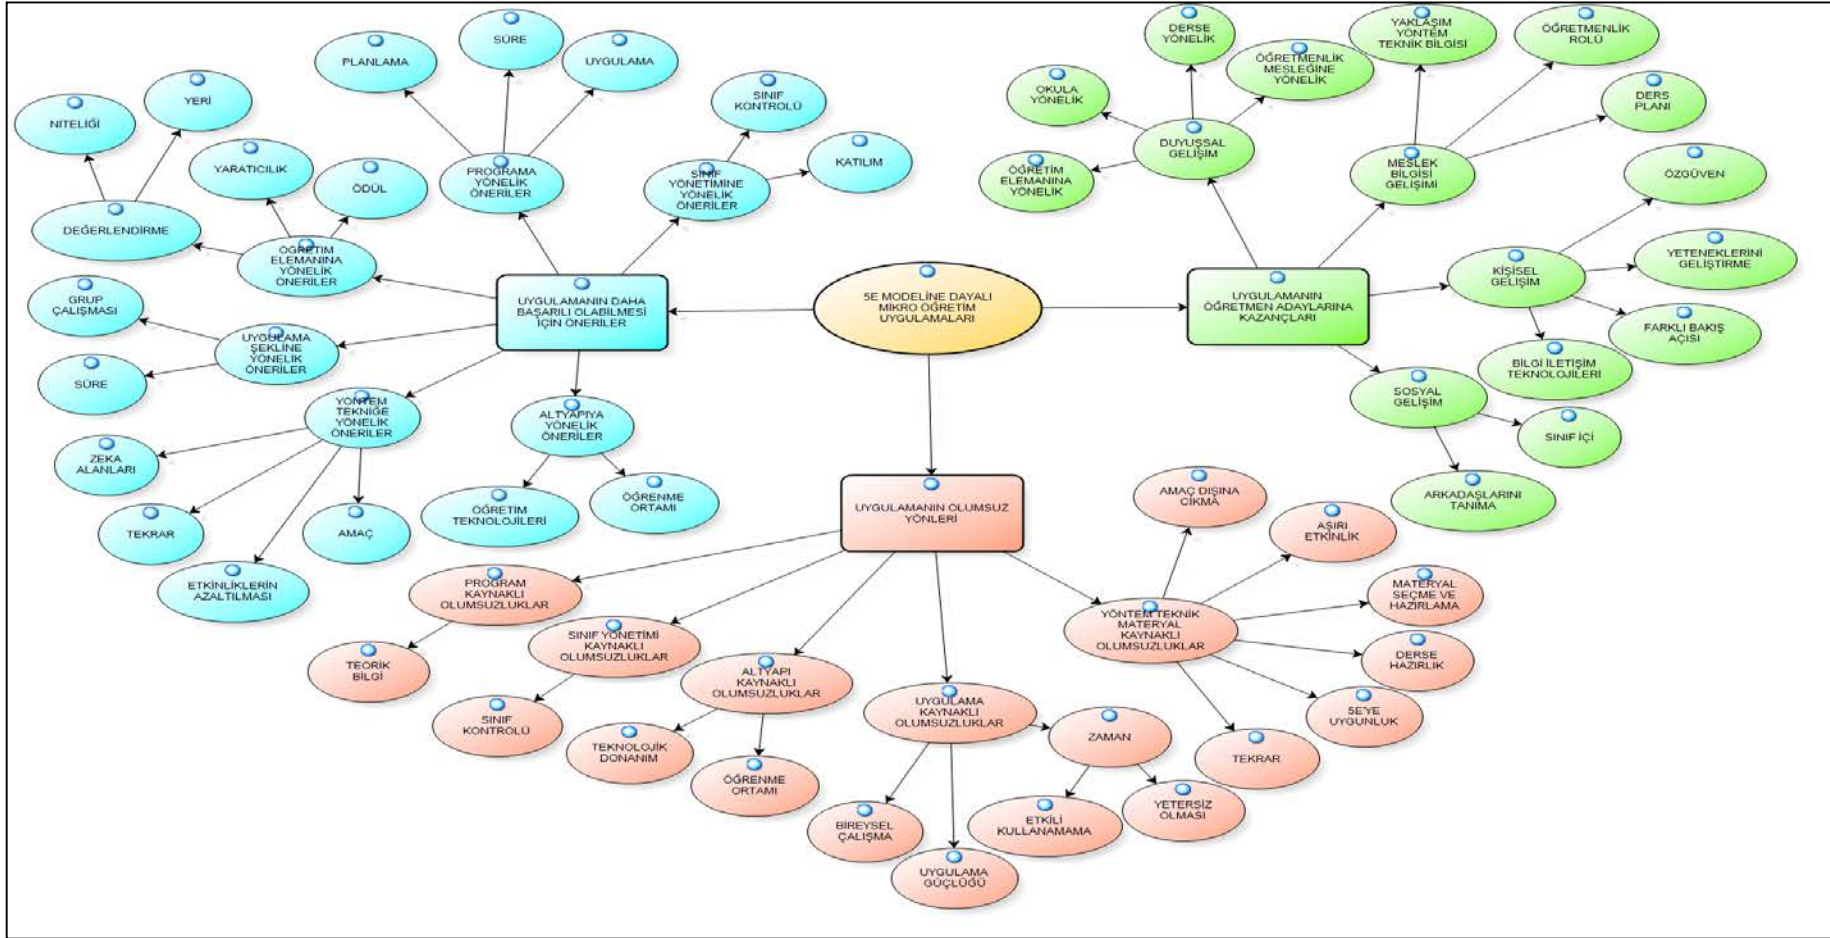 SÜRE
PLANLAMA
UYGULAMA
YERİ
NİTELİĞİ
SINIF
KONTROLÜ
KATILIM
YARATICILIK
ÖDÜL
PROGRAMA
YÖNELİK
ÖNERİLER
SINIF
YÖNETİMİNE
YÖNELİK
ÖNERİLER
DEĞERLENDİRME
ÖĞRETİM
ELEMANINA
YÖNELİK
ÖNERİLER
GRUP
ÇALIŞMASI
UYGULAMANIN DAHA
BAŞARILI OLABİLMESİ
İÇİN ÖNERİLER
UYGULAMA
ŞEKLİNE
YÖNELİK
ÖNERİLER
SÜRE
YÖNTEM
TEKNİĞE
YÖNELİK
ÖNERİLER
ALTYAPIYA
YÖNELİK
ÖNERİLER
ZEKA
ALANLARI
TEKRAR
AMAÇ
ETKİNLİKLERİN
AZALTILMASI
ÖĞRETİM
TEKNOLOJİLERİ
ÖĞRENME
ORTAMI
5E MODELİNE DAYALI
MİKRO ÖĞRETİM
UYGULAMALARI
DERSE
YÖNELİK
YAKLAŞIM
YÖNTEM
TEKNİK BİLGİSİ
ÖĞRETMENLİK
ROLÜ
ÖĞRETMENLİK
MESLEĞİNE
YÖNELİK
OKULA
YÖNELİK
DERS
PLANI
DUYUŞSAL
GELİŞİM
MESLEK
BİLGİSİ
GELİŞİMİ
ÖĞRETİM
ELEMANINA
YÖNELİK
ÖZGÜVEN
YETENEKLERİNİ
GELİŞTİRME
KİŞİSEL
GELİŞİM
UYGULAMANIN
ÖĞRETMEN ADAYLARINA
KAZANÇLARI
FARKLI BAKIŞ
AÇISI
BİLGİ İLETİŞİM
TEKNOLOJİLERİ
SOSYAL
GELİŞİM
SINIF İÇİ
ARKADAŞLARINI
TANIMA
UYGULAMANIN OLUMSUZ
YÖNLERİ
AMAÇ DIŞINA
CİKMA
AŞIRI
ETKİNLİK
PROGRAM
KAYNAKLI
OLUMSUZLUKLAR
MATERYAL
SEÇME VE
HAZIRLAMA
SINIF YÖNETİMİ
KAYNAKLI
OLUMSUZLUKLAR
YÖNTEM TEKNİK
MATERYAL
KAYNAKLI
OLUMSUZLUKLAR
TEORİK
BİLGİ
DERSE
HAZIRLIK
ALTYAPI
KAYNAKLI
OLUMSUZLUKLAR
5E'YE
UYGUNLUK
UYGULAMA
KAYNAKLI
OLUMSUZLUKLAR
SINIF
KONTROLÜ
ZAMAN
TEKNOLOJİK
DONANIM
TEKRAR
ÖĞRENME
ORTAMI
YETERSİZ
OLMASI
ETKİLİ
KULLANAMAMA
BİREYSEL
ÇALIŞMA
UYGULAMA
GÜÇLÜĞÜ